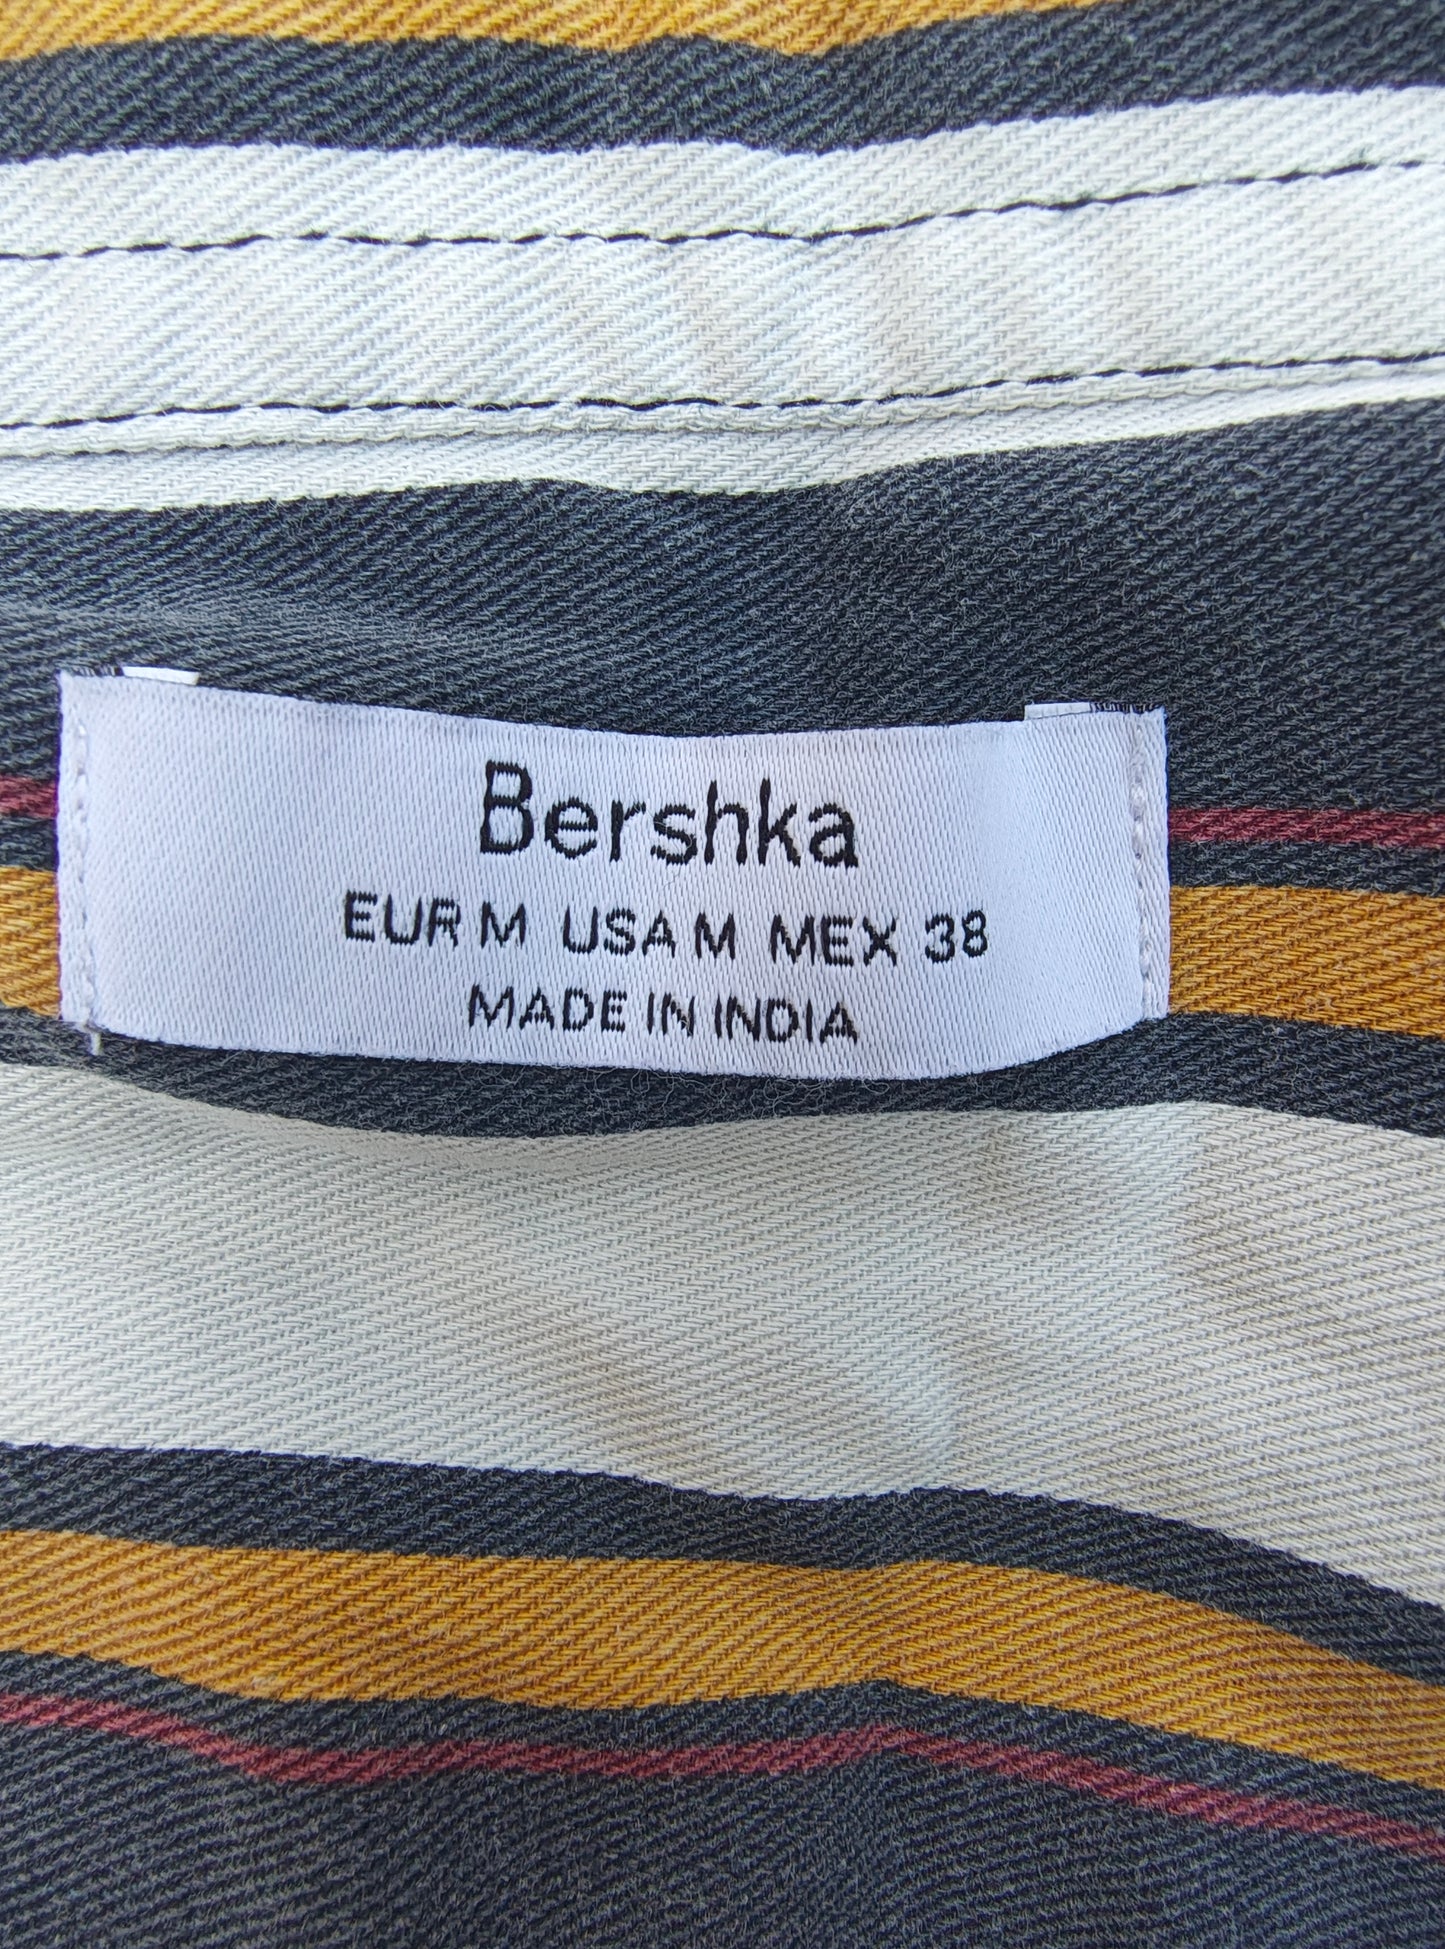 Bershka
EUR M USA M MEX 38
MADE IN INDIA